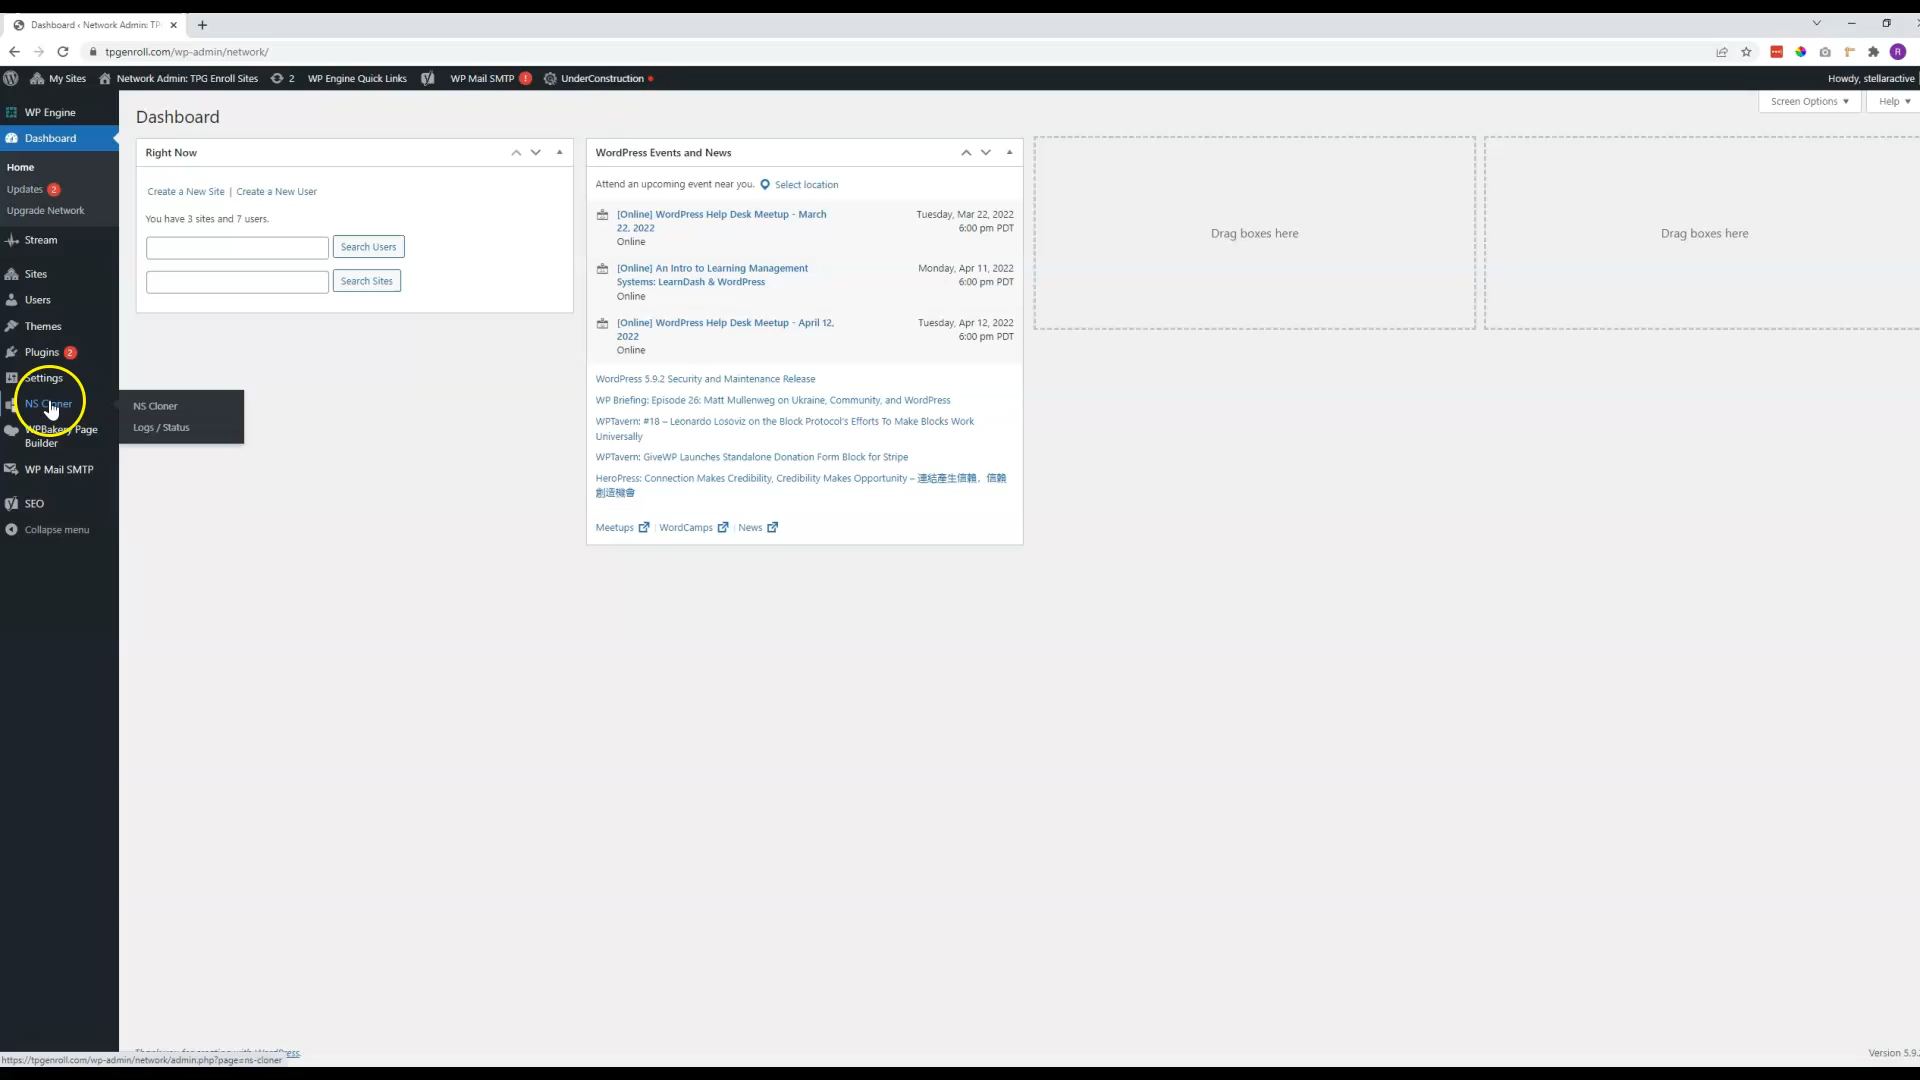 Dashboard ‹ Network Admin: TP
tpgenroll.com/wp-admin/network/
R
My Sites
Network Admin: TPG Enroll Sites
2
WP Engine Quick Links
WP Mail SMTP !
UnderConstruction
Howdy, stellaractive
WP Engine
Dashboard
Home
Updates 2
Upgrade Network
Stream
Sites
Users
Themes
Plugins 2
Settings
NS Cloner
WPBakery Page
Builder
WP Mail SMTP
SEO
Collapse menu
NS Cloner
Logs / Status
Screen Options
Help
Dashboard
Right Now
Create a New Site | Create a New User
You have 3 sites and 7 users.
Search Users
Search Sites
WordPress Events and News
Attend an upcoming event near you. Select location
[Online] WordPress Help Desk Meetup - March
22, 2022
Online
Tuesday, Mar 22, 2022
6:00 pm PDT
[Online] An Intro to Learning Management
Systems: LearnDash & WordPress
Online
Monday, Apr 11, 2022
6:00 pm PDT
[Online] WordPress Help Desk Meetup - April 12,
2022
Online
Tuesday, Apr 12, 2022
6:00 pm PDT
WordPress 5.9.2 Security and Maintenance Release
WP Briefing: Episode 26: Matt Mullenweg on Ukraine, Community, and WordPress
WPTavern: #18 – Leonardo Losoviz on the Block Protocol's Efforts To Make Blocks Work
Universally
WPTavern: GiveWP Launches Standalone Donation Form Block for Stripe
HeroPress: Connection Makes Credibility, Credibility Makes Opportunity – 連結產生信賴，信賴
創造機會
Meetups | WordCamps | News
Drag boxes here
Drag boxes here
Thank you for creating with WordPress.
https://tpgenroll.com/wp-admin/network/admin.php?page=ns-cloner
Version 5.9.2